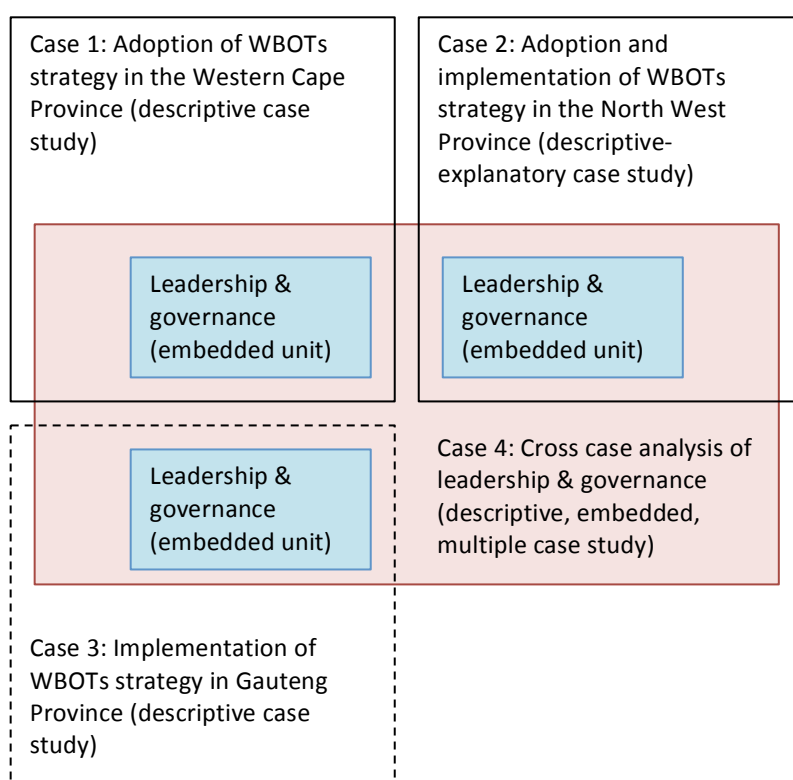 Case 1: Adoption of WBOTs
strategy in the Western Cape
Province (descriptive case
study)
Case 2: Adoption and
implementation of WBOTs
strategy in the North West
Province (descriptive-
explanatory case study)
Leadership &
governance
(embedded unit)
Leadership &
governance
(embedded unit)
Leadership &
governance
(embedded unit)
Case 4: Cross case analysis of
leadership & governance
(descriptive, embedded,
multiple case study)
Case 3: Implementation of
WBOTs strategy in Gauteng
Province (descriptive case
study)